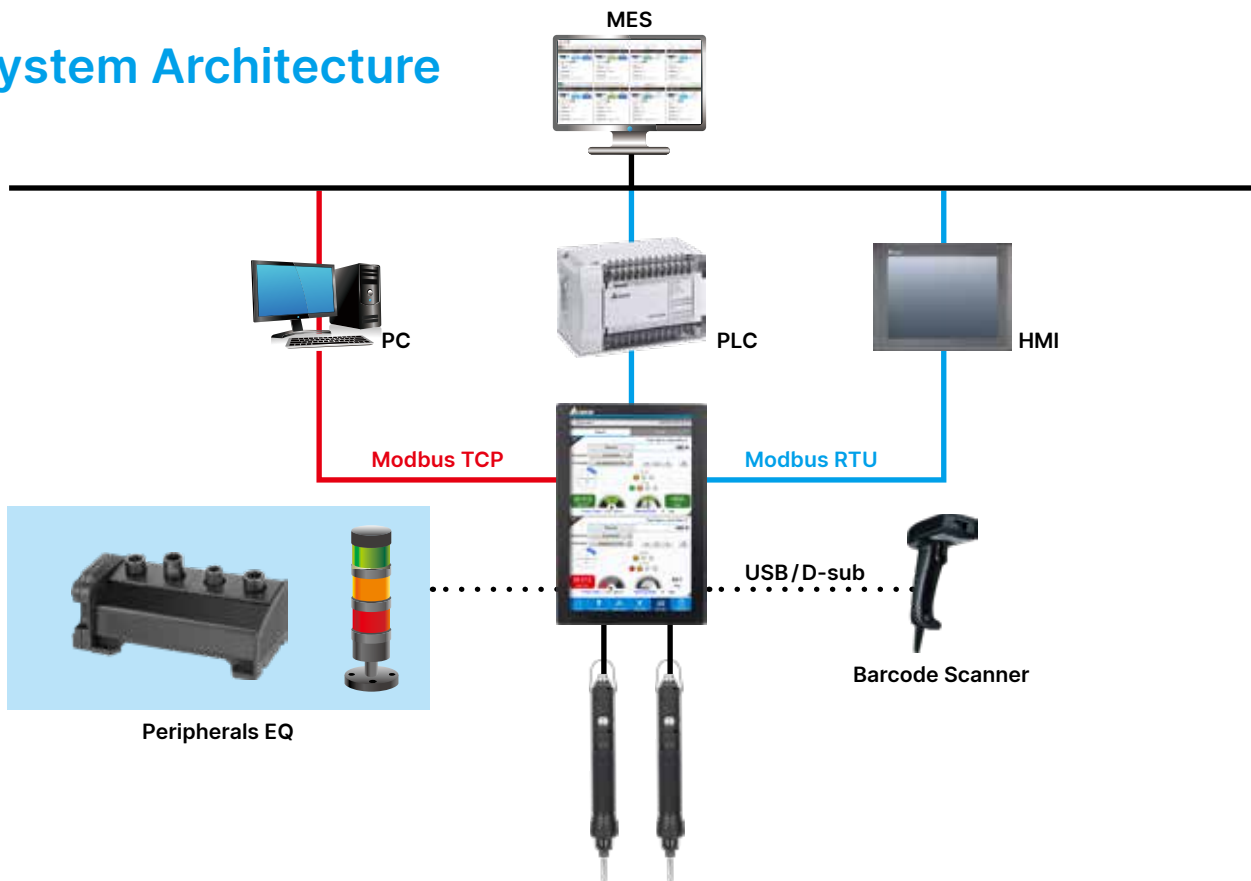 MES
ystem Architecture
PC
PLC
HMI
Modbus TCP
Modbus RTU
USB/D-sub
Barcode Scanner
Peripherals EQ